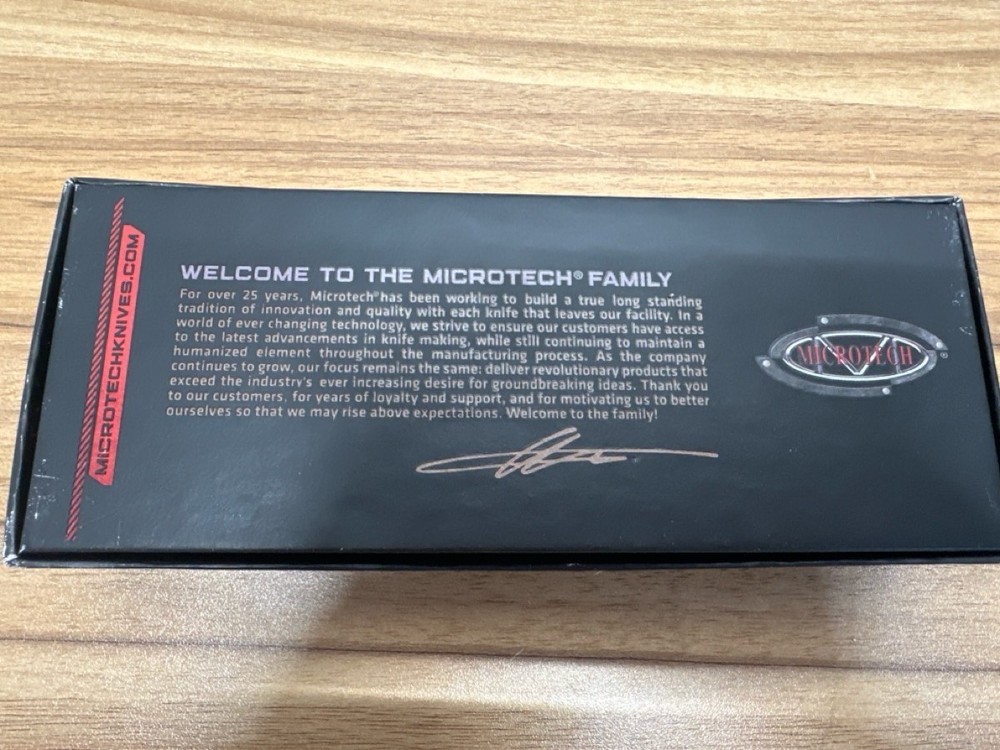 MICROTECHKNIVES.COM
WELCOME TO THE MICROTECH® FAMILY
For over 25 years, Microtech® has been working to build a true long standing
tradition of innovation and quality with each knife that leaves our facility. In a
world of ever changing technology, we strive to ensure our customers have access
to the latest advancements in knife making, while still continuing to maintain a
humanized element throughout the manufacturing process. As the company
continues to grow, our focus remains the same: deliver revolutionary products that
exceed the industry's ever increasing desire for groundbreaking ideas. Thank you
to our customers, for years of loyalty and support, and for motivating us to better
ourselves so that we may rise above expectations. Welcome to the family!
MICROTECH®